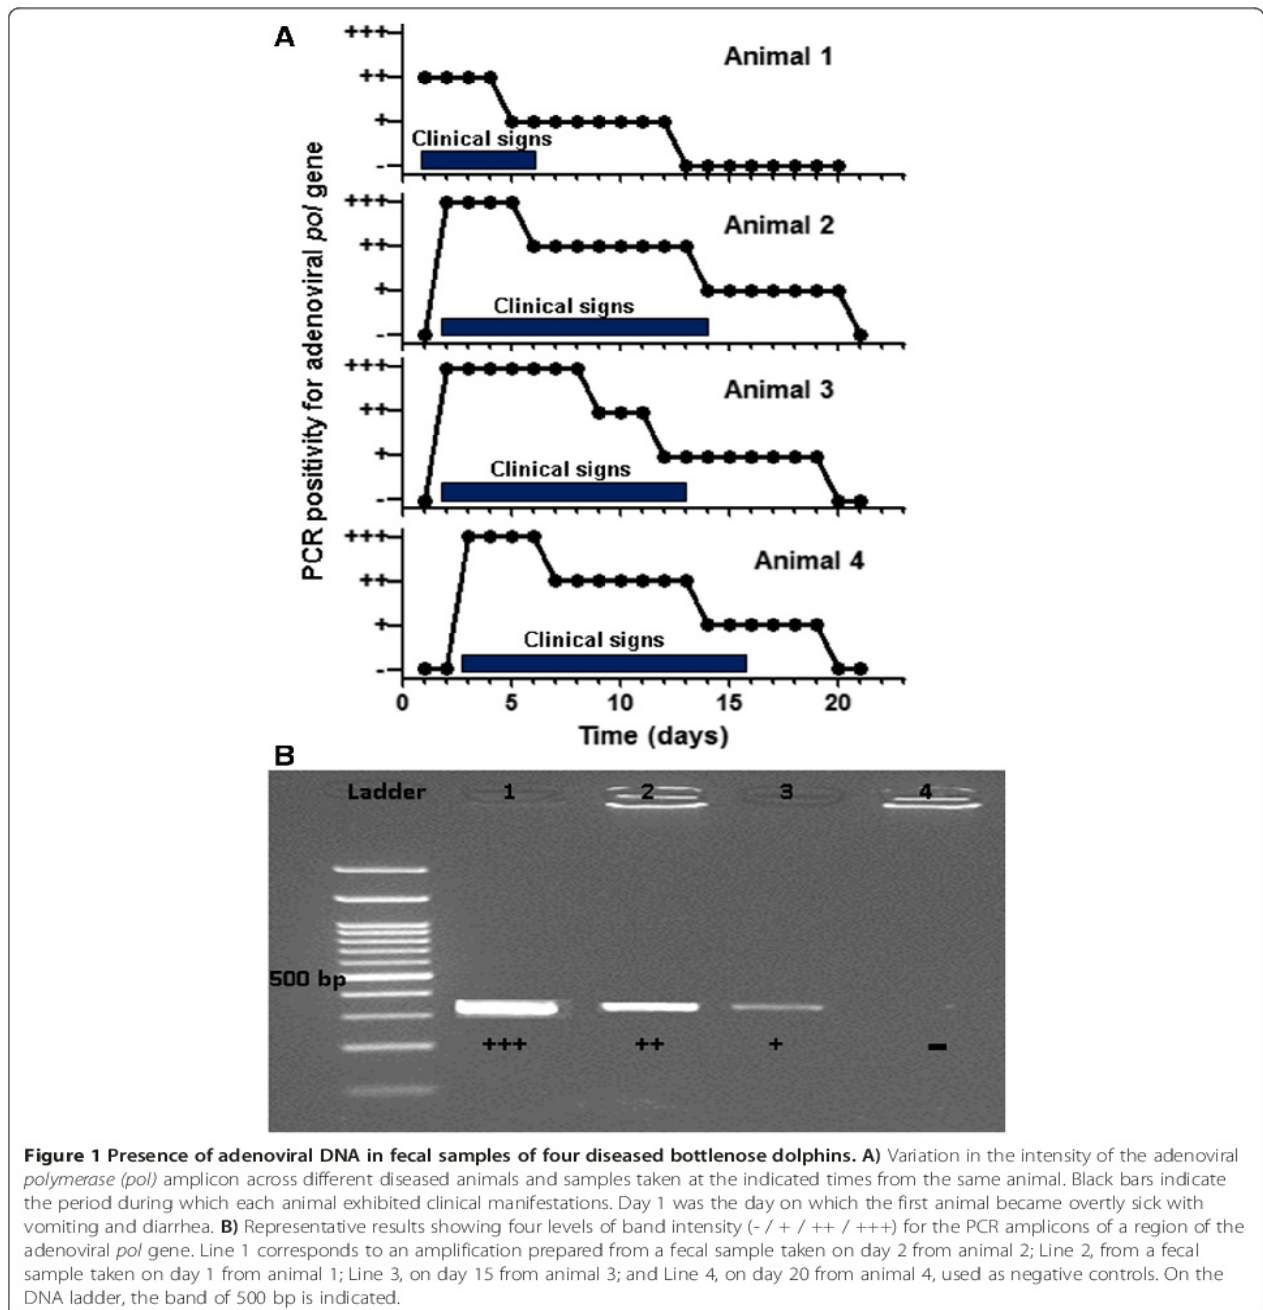 A
PCR positivity for adenoviral pol gene
+++
++
+
-
Animal 1
Clinical signs
+++
++
+
-
Animal 2
Clinical signs
+++
++
+
-
Animal 3
Clinical signs
+++
++
+
-
Animal 4
Clinical signs
0 5 10 15 20
Time (days)
B
Ladder 1 2 3 4
500 bp
+++ ++ + -
Figure 1 Presence of adenoviral DNA in fecal samples of four diseased bottlenose dolphins. A) Variation in the intensity of the adenoviral
polymerase (pol) amplicon across different diseased animals and samples taken at the indicated times from the same animal. Black bars indicate
the period during which each animal exhibited clinical manifestations. Day 1 was the day on which the first animal became overtly sick with
vomiting and diarrhea. B) Representative results showing four levels of band intensity (- / + / ++ / +++) for the PCR amplicons of a region of the
adenoviral pol gene. Line 1 corresponds to an amplification prepared from a fecal sample taken on day 2 from animal 2; Line 2, from a fecal
sample taken on day 1 from animal 1; Line 3, on day 15 from animal 3; and Line 4, on day 20 from animal 4, used as negative controls. On the
DNA ladder, the band of 500 bp is indicated.